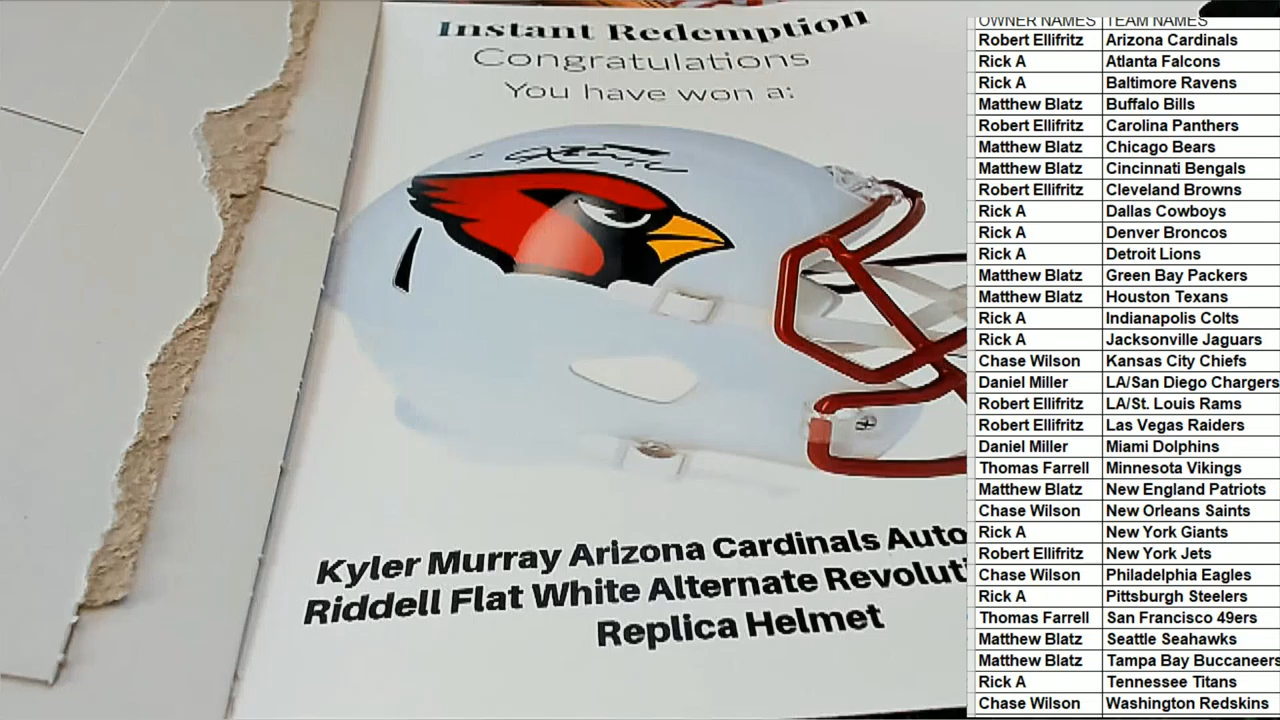 Instant Redemption
Congratulations
You have won a:
Kyler Murray Arizona Cardinals Auto
Riddell Flat White Alternate Revoluti
Replica Helmet
OWNER NAMES TEAM NAMES
Robert Ellifritz Arizona Cardinals
Rick A Atlanta Falcons
Rick A Baltimore Ravens
Matthew Blatz Buffalo Bills
Robert Ellifritz Carolina Panthers
Matthew Blatz Chicago Bears
Matthew Blatz Cincinnati Bengals
Robert Ellifritz Cleveland Browns
Rick A Dallas Cowboys
Rick A Denver Broncos
Rick A Detroit Lions
Matthew Blatz Green Bay Packers
Matthew Blatz Houston Texans
Rick A Indianapolis Colts
Rick A Jacksonville Jaguars
Chase Wilson Kansas City Chiefs
Daniel Miller LA/San Diego Chargers
Robert Ellifritz LA/St. Louis Rams
Robert Ellifritz Las Vegas Raiders
Daniel Miller Miami Dolphins
Thomas Farrell Minnesota Vikings
Matthew Blatz New England Patriots
Chase Wilson New Orleans Saints
Rick A New York Giants
Robert Ellifritz New York Jets
Chase Wilson Philadelphia Eagles
Rick A Pittsburgh Steelers
Thomas Farrell San Francisco 49ers
Matthew Blatz Seattle Seahawks
Matthew Blatz Tampa Bay Buccaneers
Rick A Tennessee Titans
Chase Wilson Washington Redskins